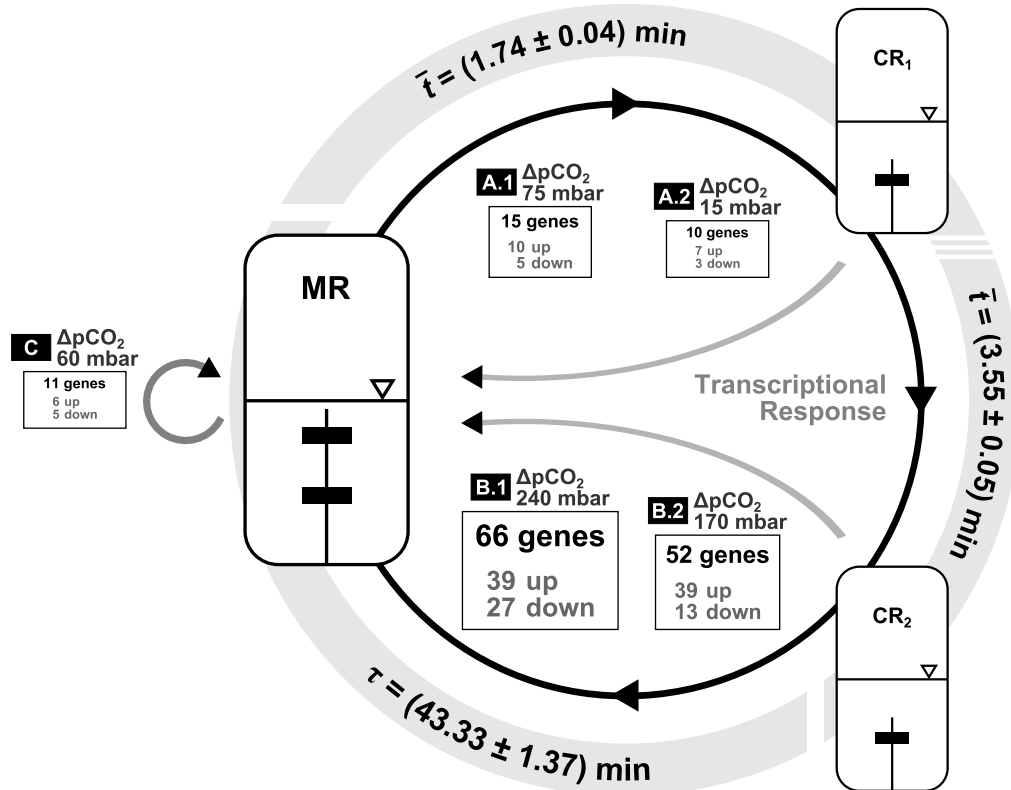 t̄ = (1.74 ± 0.04) min
CR₁
A.1 ΔpCO₂
75 mbar
15 genes
10 up
5 down
A.2 ΔpCO₂
15 mbar
10 genes
7 up
3 down
MR
t̄ = (3.55 ± 0.05) min
C ΔpCO₂
60 mbar
11 genes
6 up
5 down
Transcriptional
Response
B.1 ΔpCO₂
240 mbar
66 genes
39 up
27 down
B.2 ΔpCO₂
170 mbar
52 genes
39 up
13 down
CR₂
τ = (43.33 ± 1.37) min